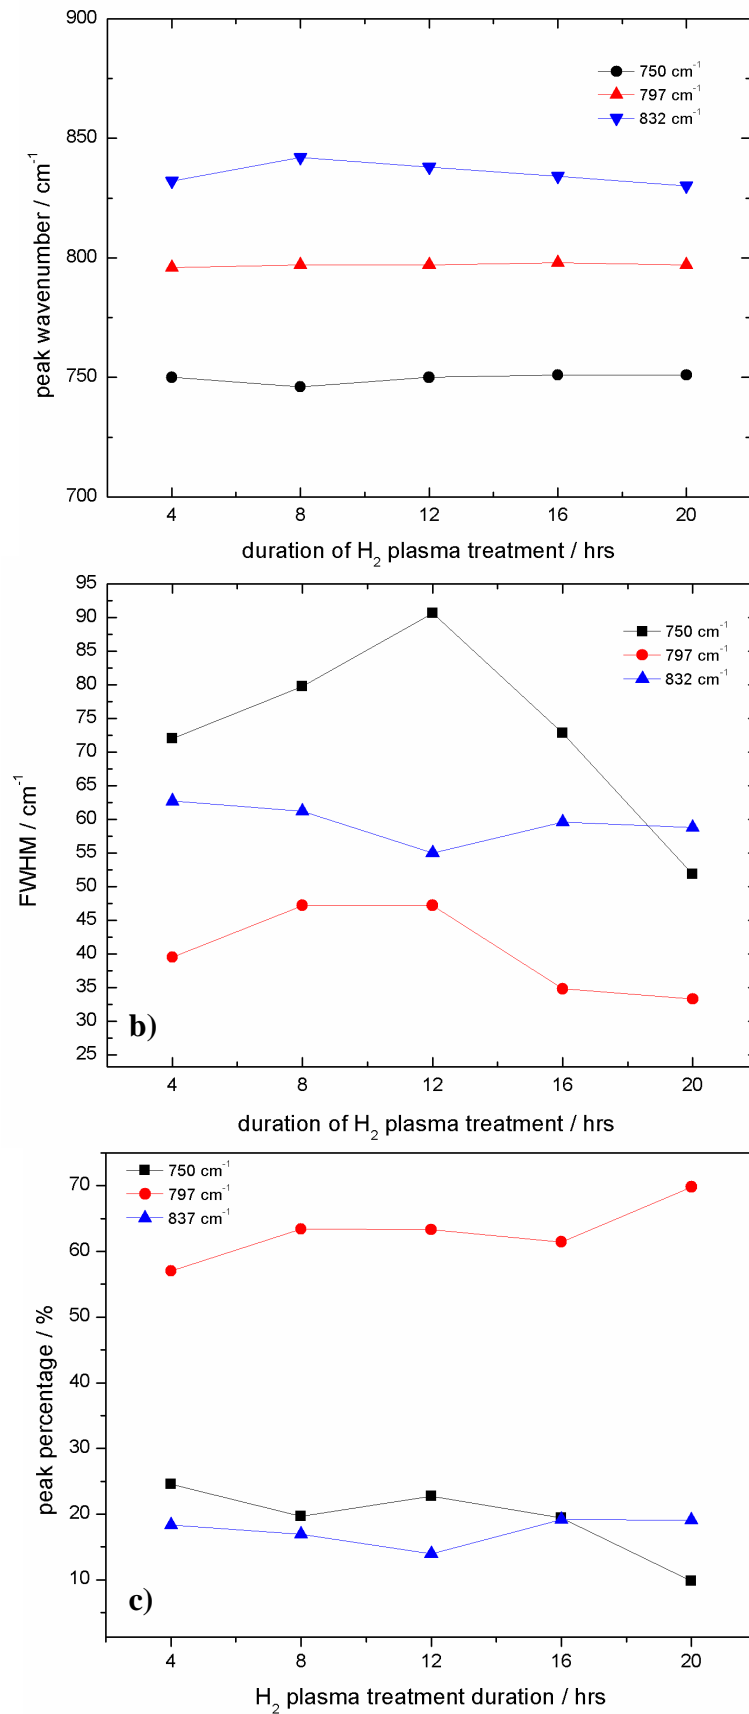 900
850
800
750
700
peak wavenumber / cm⁻¹
750 cm⁻¹
797 cm⁻¹
832 cm⁻¹
4 8 12 16 20
duration of H₂ plasma treatment / hrs
95
90
85
80
75
70
65
60
55
50
45
40
35
30
25
FWHM / cm⁻¹
750 cm⁻¹
797 cm⁻¹
832 cm⁻¹
b)
4 8 12 16 20
duration of H₂ plasma treatment / hrs
70
60
50
40
30
20
10
peak percentage / %
750 cm⁻¹
797 cm⁻¹
837 cm⁻¹
c)
4 8 12 16 20
H₂ plasma treatment duration / hrs